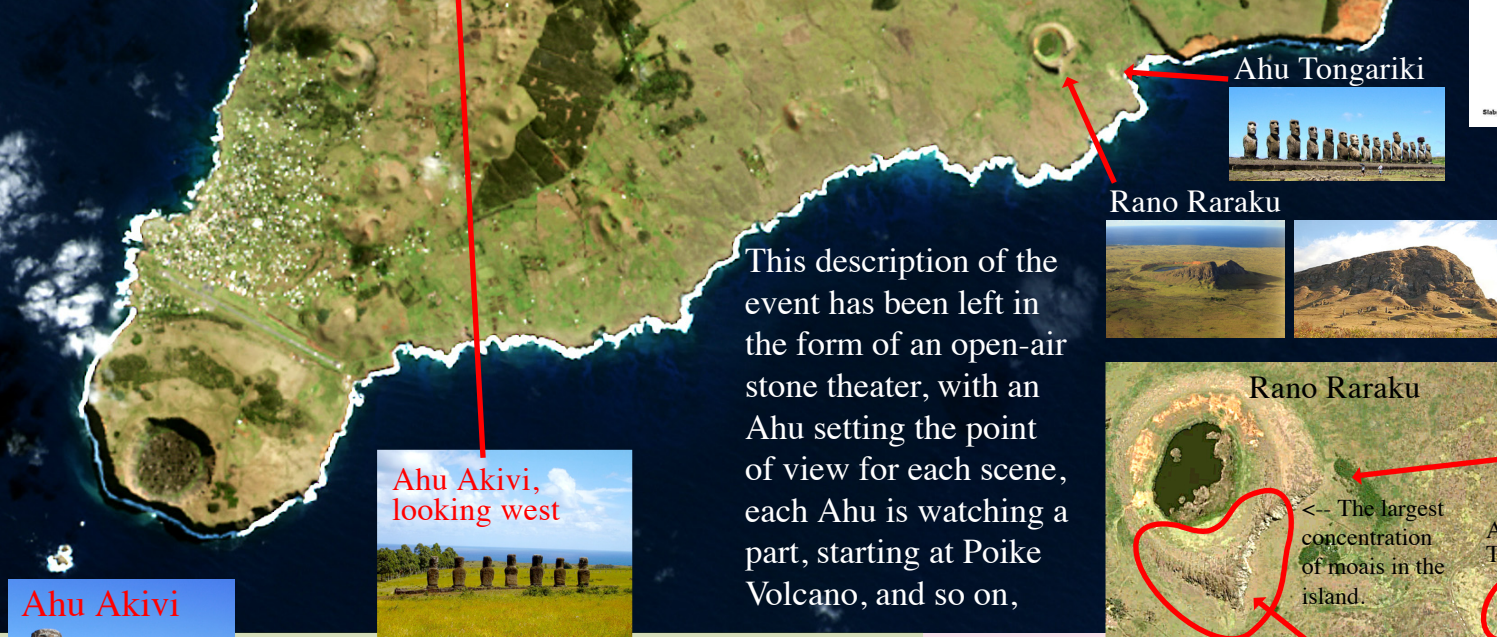 Ahu Tongariki
Rano Raraku
This description of the
event has been left in
the form of an open-air
stone theater, with an
Ahu setting the point
of view for each scene,
each Ahu is watching a
part, starting at Poike
Volcano, and so on,
Rano Raraku
<-- The largest
concentration
of moais in the
island.
Ahu Akivi,
looking west
Ahu Akivi